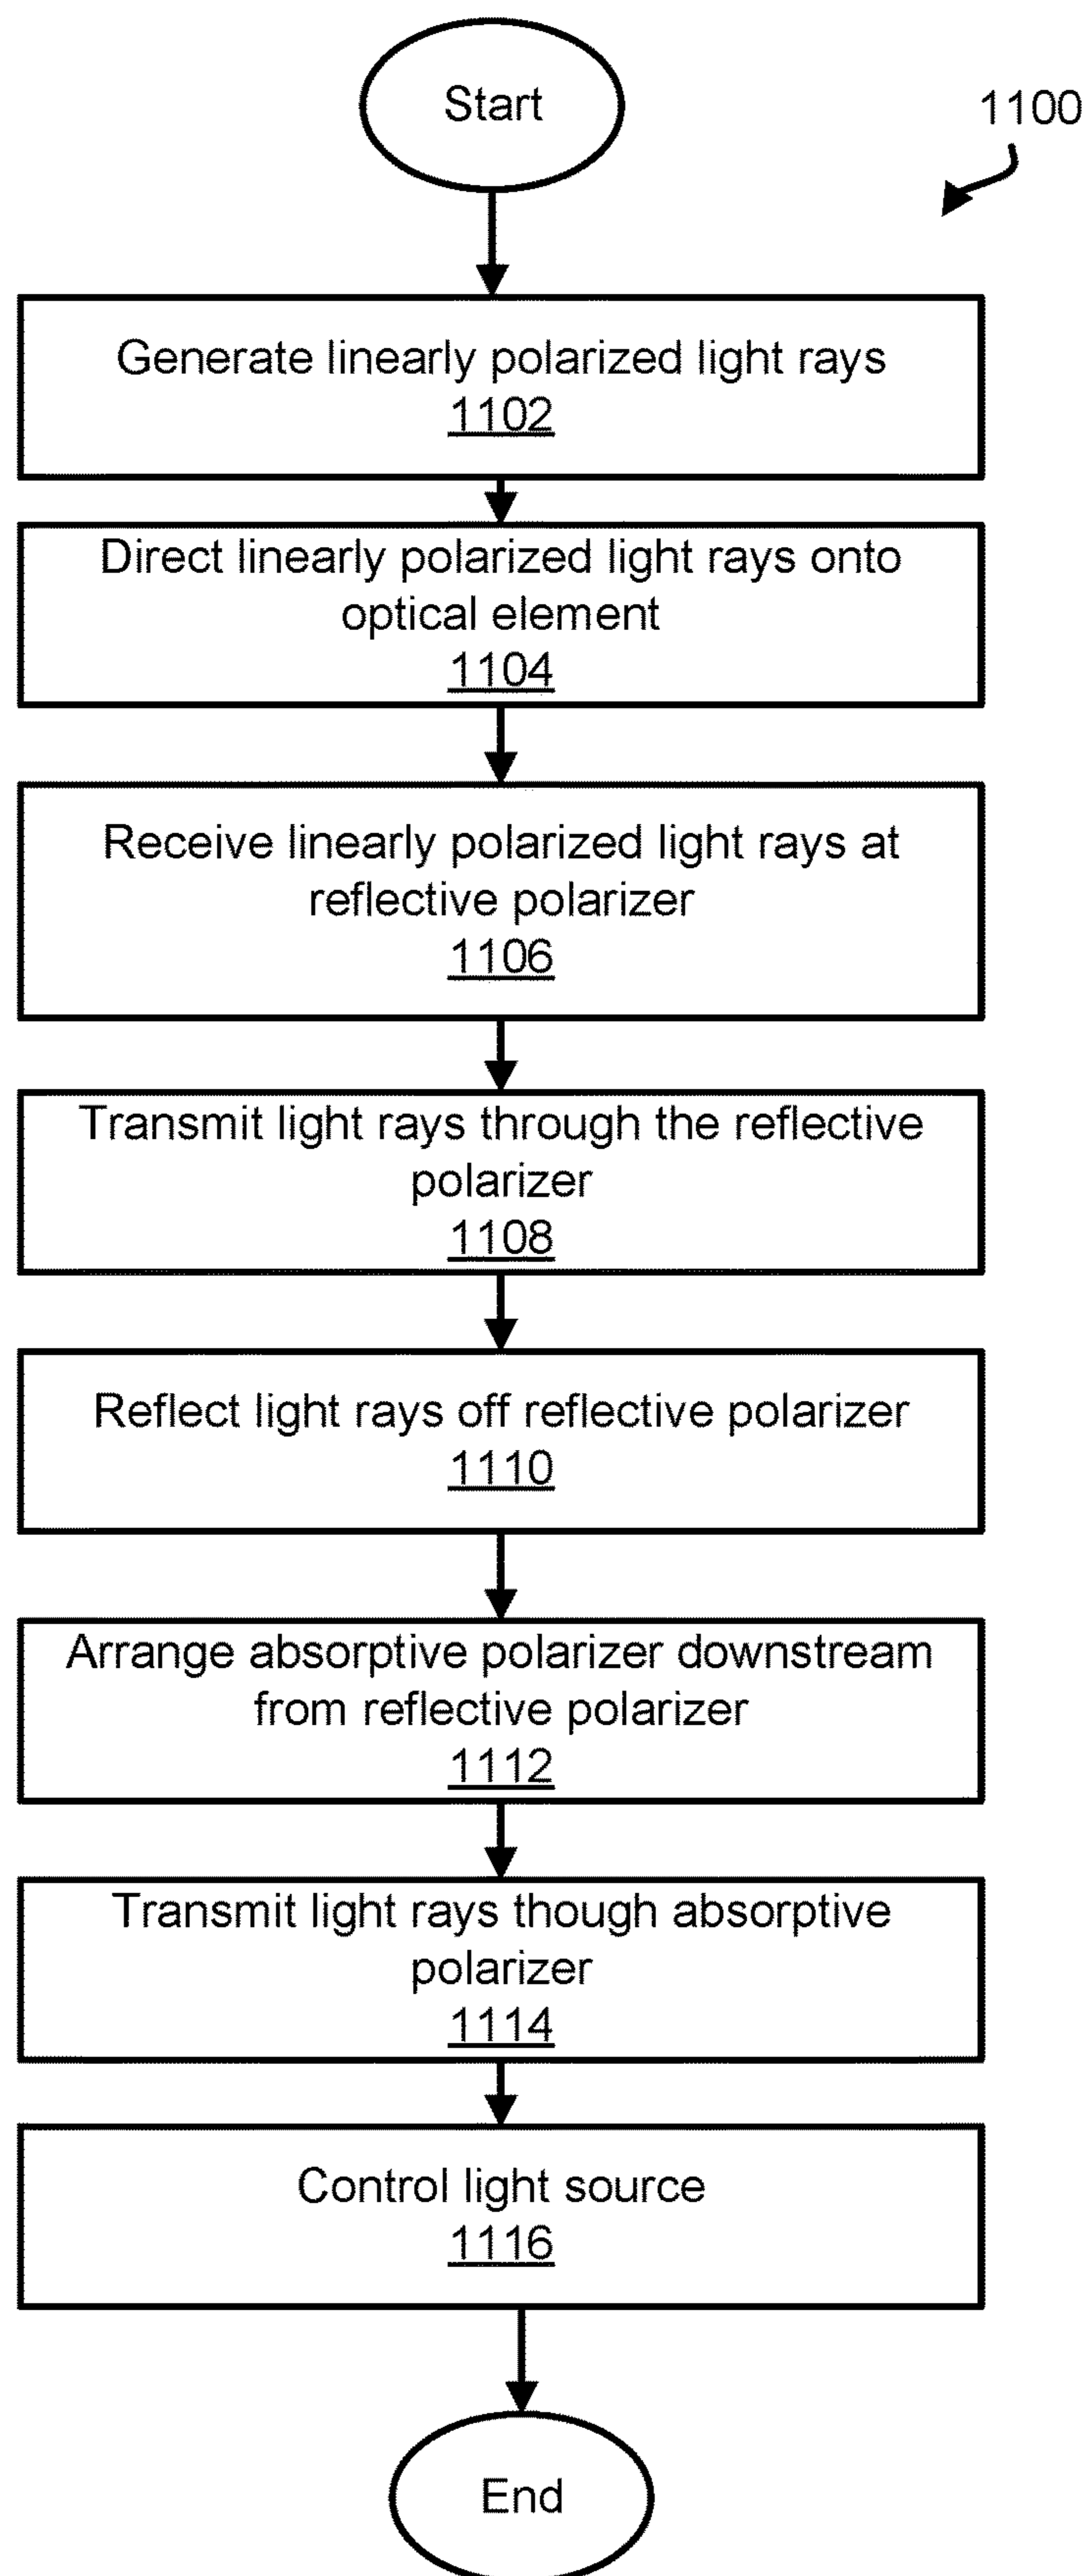 Start
1100
Generate linearly polarized light rays
1102
Direct linearly polarized light rays onto
optical element
1104
Receive linearly polarized light rays at
reflective polarizer
1106
Transmit light rays through the reflective
polarizer
1108
Reflect light rays off reflective polarizer
1110
Arrange absorptive polarizer downstream
from reflective polarizer
1112
Transmit light rays though absorptive
polarizer
1114
Control light source
1116
End